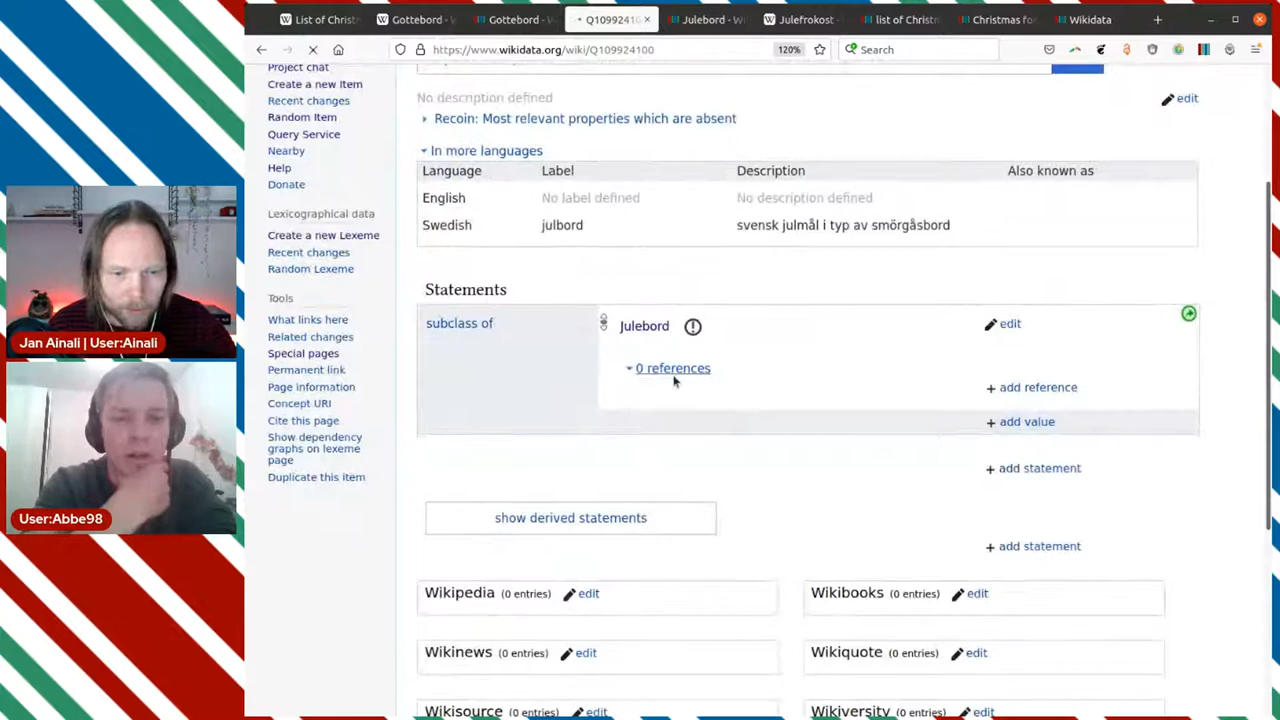 List of Christ
Gottebord -
Gottebord -
Q10992410
Julebord - Wi
Julefrokost
list of Christ
Christmas fo
Wikidata
https://www.wikidata.org/wiki/Q109924100
120%
Search
Project chat
Create a new Item
Recent changes
Random Item
Query Service
Nearby
Help
Donate
Lexicographical data
Create a new Lexeme
Recent changes
Random Lexeme
Tools
What links here
Related changes
Special pages
Permanent link
Page information
Concept URI
Cite this page
Show dependency
graphs on lexeme
page
Duplicate this item
No description defined
edit
Recoin: Most relevant properties which are absent
In more languages
Language Label Description Also known as
English No label defined No description defined
Swedish julbord svensk julmål i typ av smörgåsbord
Statements
subclass of
Julebord
edit
0 references
+ add reference
+ add value
+ add statement
show derived statements
+ add statement
Wikipedia (0 entries) edit
Wikibooks (0 entries) edit
Wikinews (0 entries) edit
Wikiquote (0 entries) edit
Wikisource (0 entries) edit
Wikiversity (0 entries) edit
Jan Ainali | User:Ainali
User:Abbe98